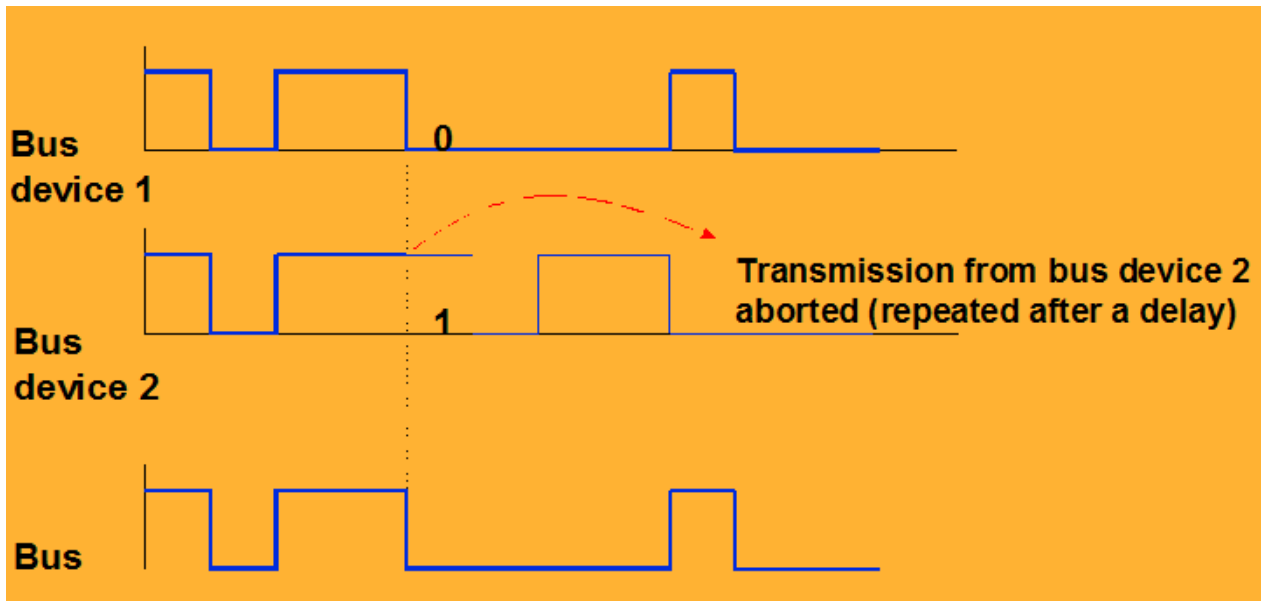 0
Bus
device 1
Transmission from bus device 2
aborted (repeated after a delay)
1
Bus
device 2
Bus